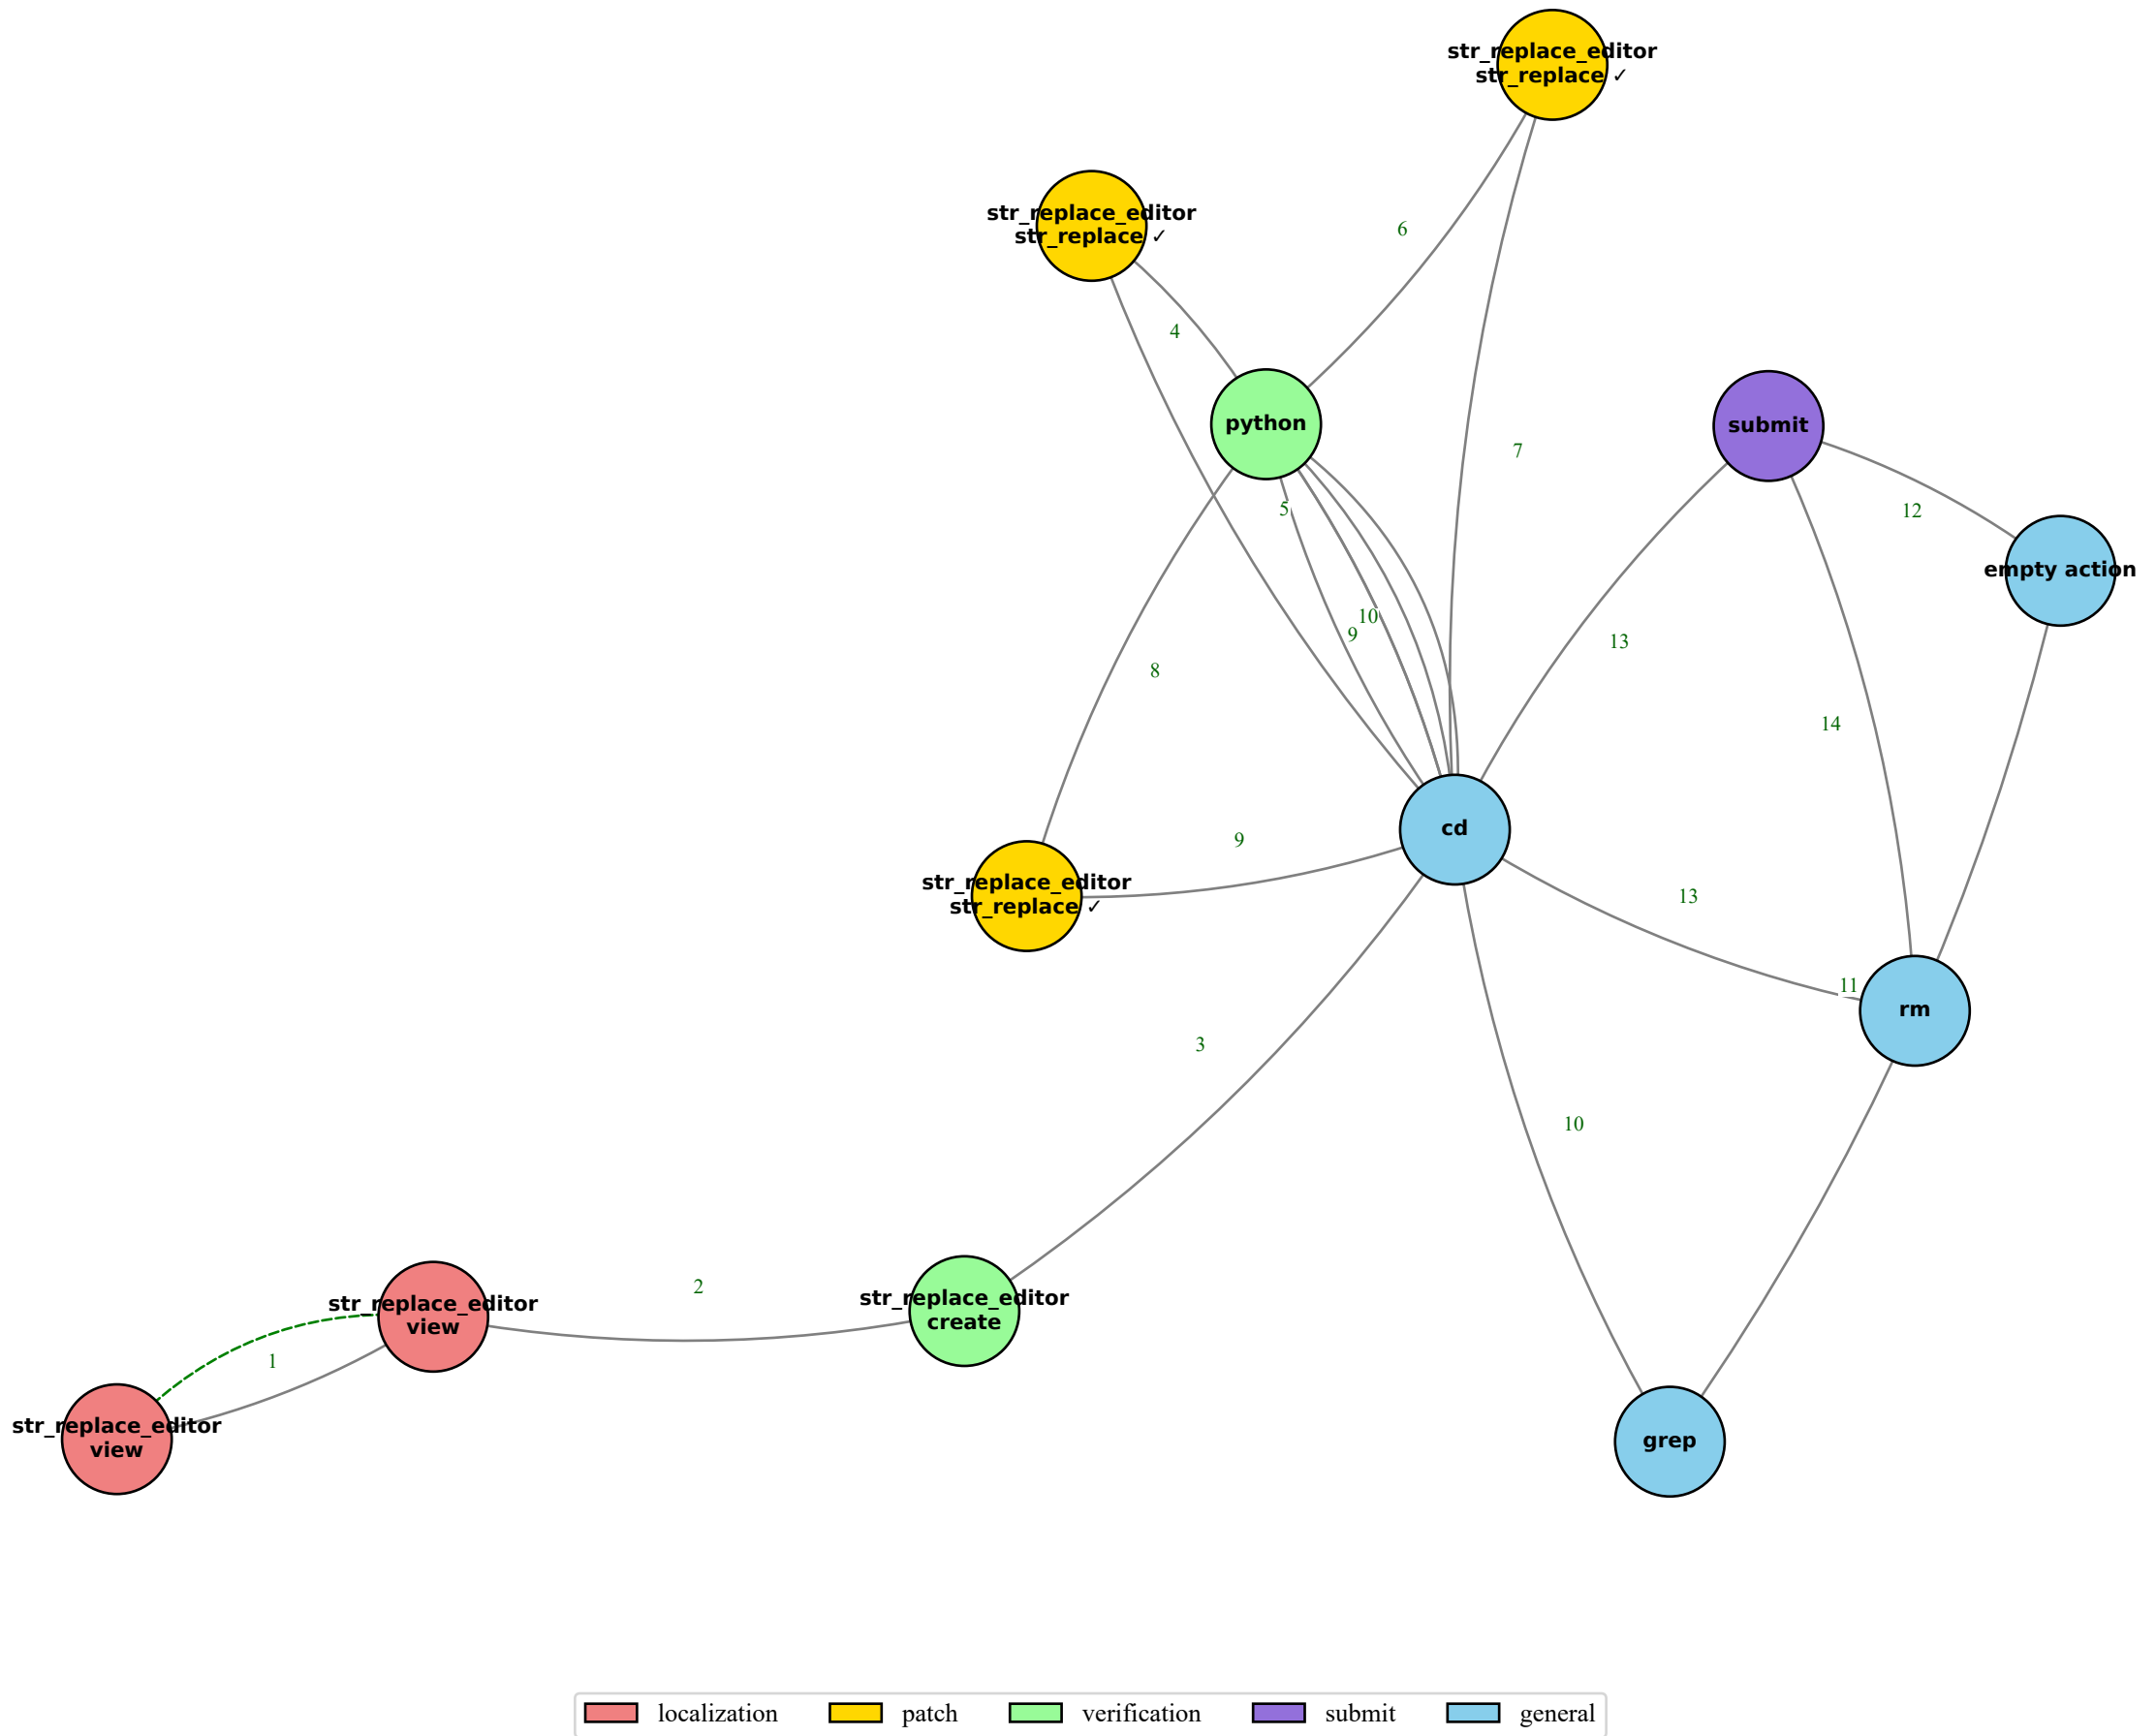 str_replace_editor
str_replace ✓
str_replace_editor
str_replace ✓
6
4
python
submit
7
5
12
empty action
10
9
13
8
14
cd
9
str_replace_editor
str_replace ✓
13
11
rm
3
10
2
str_replace_editor
view
str_replace_editor
create
1
str_replace_editor
view
grep
localization
patch
verification
submit
general